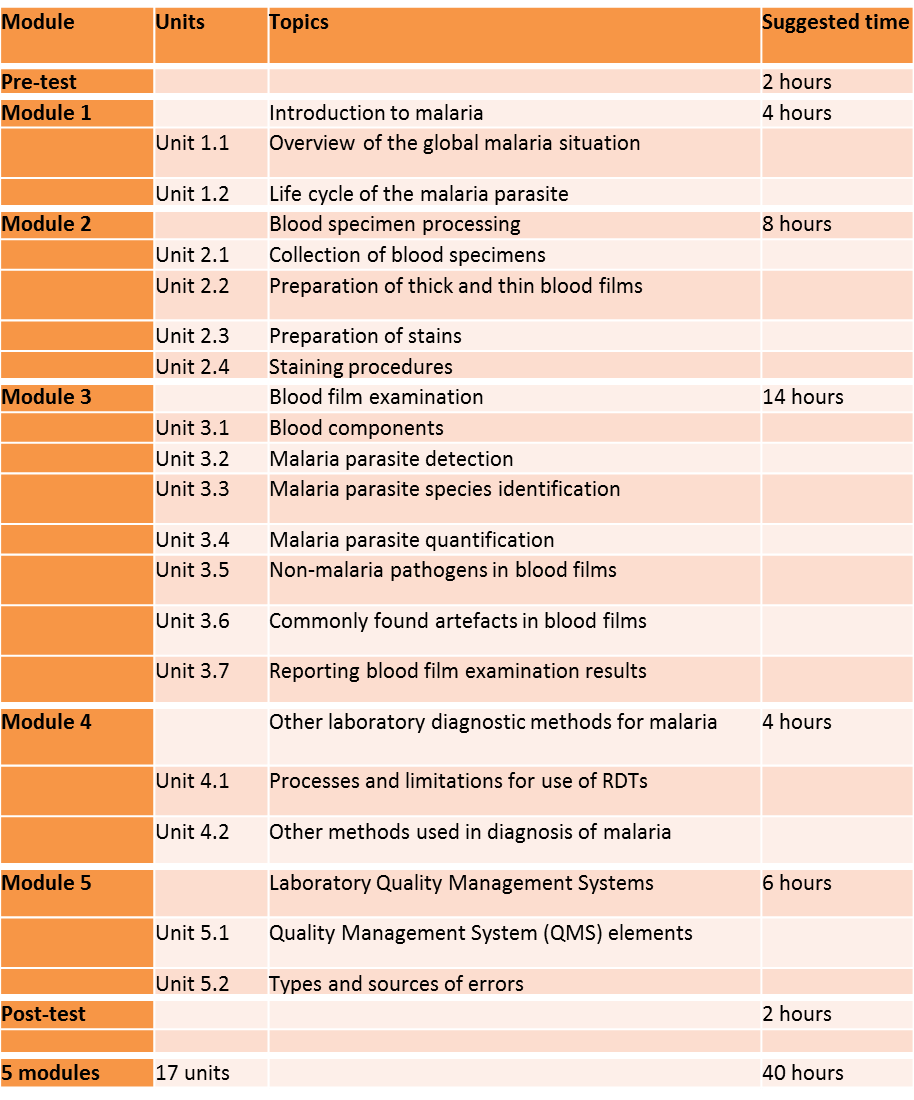 Module Units Topics Suggested time
Pre-test 2 hours
Module 1 Introduction to malaria 4 hours
Unit 1.1 Overview of the global malaria situation
Unit 1.2 Life cycle of the malaria parasite
Module 2 Blood specimen processing 8 hours
Unit 2.1 Collection of blood specimens
Unit 2.2 Preparation of thick and thin blood films
Unit 2.3 Preparation of stains
Unit 2.4 Staining procedures
Module 3 Blood film examination 14 hours
Unit 3.1 Blood components
Unit 3.2 Malaria parasite detection
Unit 3.3 Malaria parasite species identification
Unit 3.4 Malaria parasite quantification
Unit 3.5 Non-malaria pathogens in blood films
Unit 3.6 Commonly found artefacts in blood films
Unit 3.7 Reporting blood film examination results
Module 4 Other laboratory diagnostic methods for malaria 4 hours
Unit 4.1 Processes and limitations for use of RDTs
Unit 4.2 Other methods used in diagnosis of malaria
Module 5 Laboratory Quality Management Systems 6 hours
Unit 5.1 Quality Management System (QMS) elements
Unit 5.2 Types and sources of errors
Post-test 2 hours
5 modules 17 units 40 hours